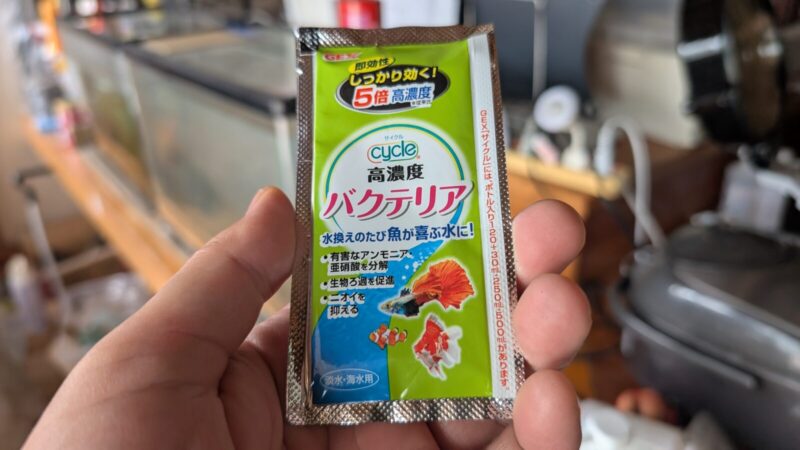 GEX
即効性
しっかり効く!
5倍高濃度
サイクル
cycle
高濃度
バクテリア
水換えのたび魚が喜ぶ水に!
・有害なアンモニア・
亜硝酸を分解
・生物ろ過を促進
・ニオイを
抑える
淡水・海水用
GEX「サイクル」には、ボトル入り120+30mℓ・250mℓ・500mℓがあります。